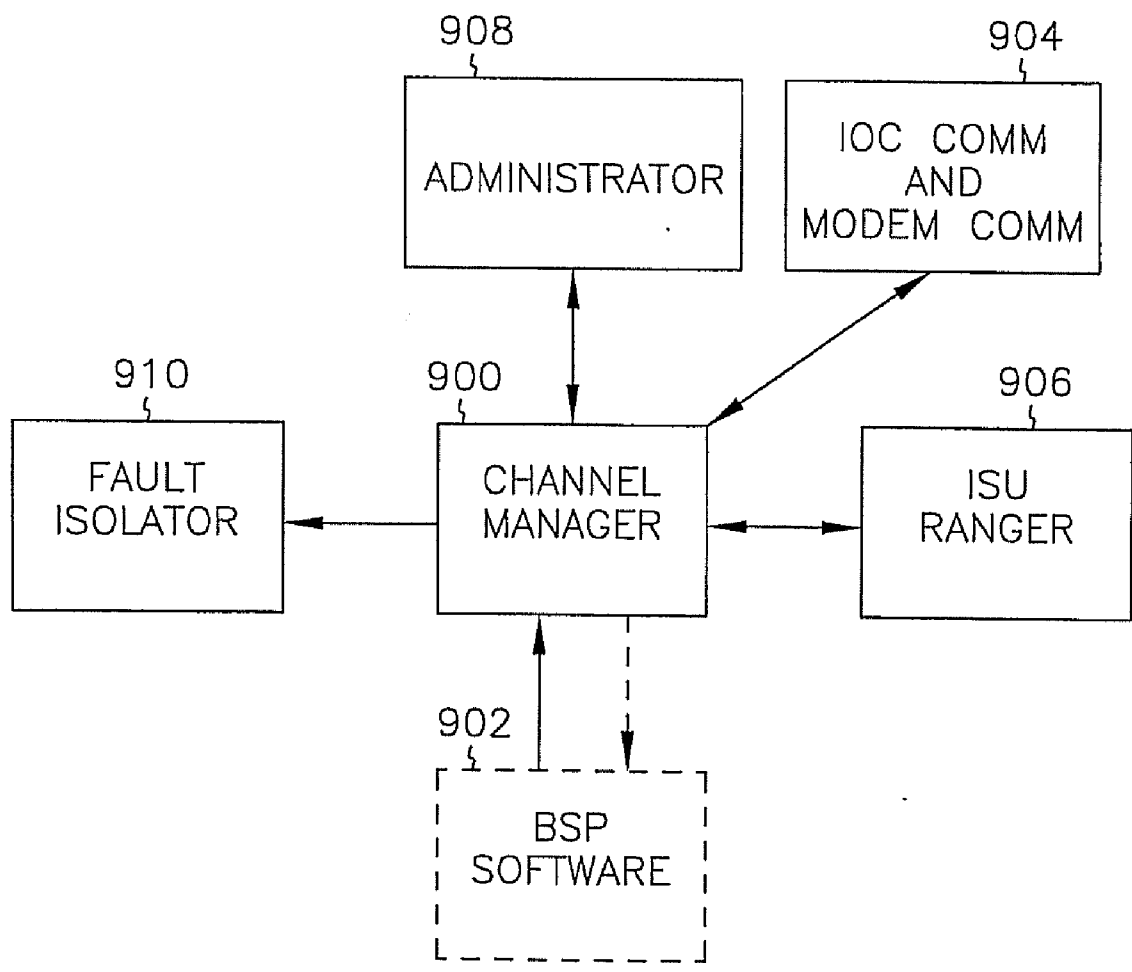 908
ADMINISTRATOR
904
IOC COMM
AND
MODEM COMM
910
FAULT
ISOLATOR
900
CHANNEL
MANAGER
906
ISU
RANGER
902
BSP
SOFTWARE